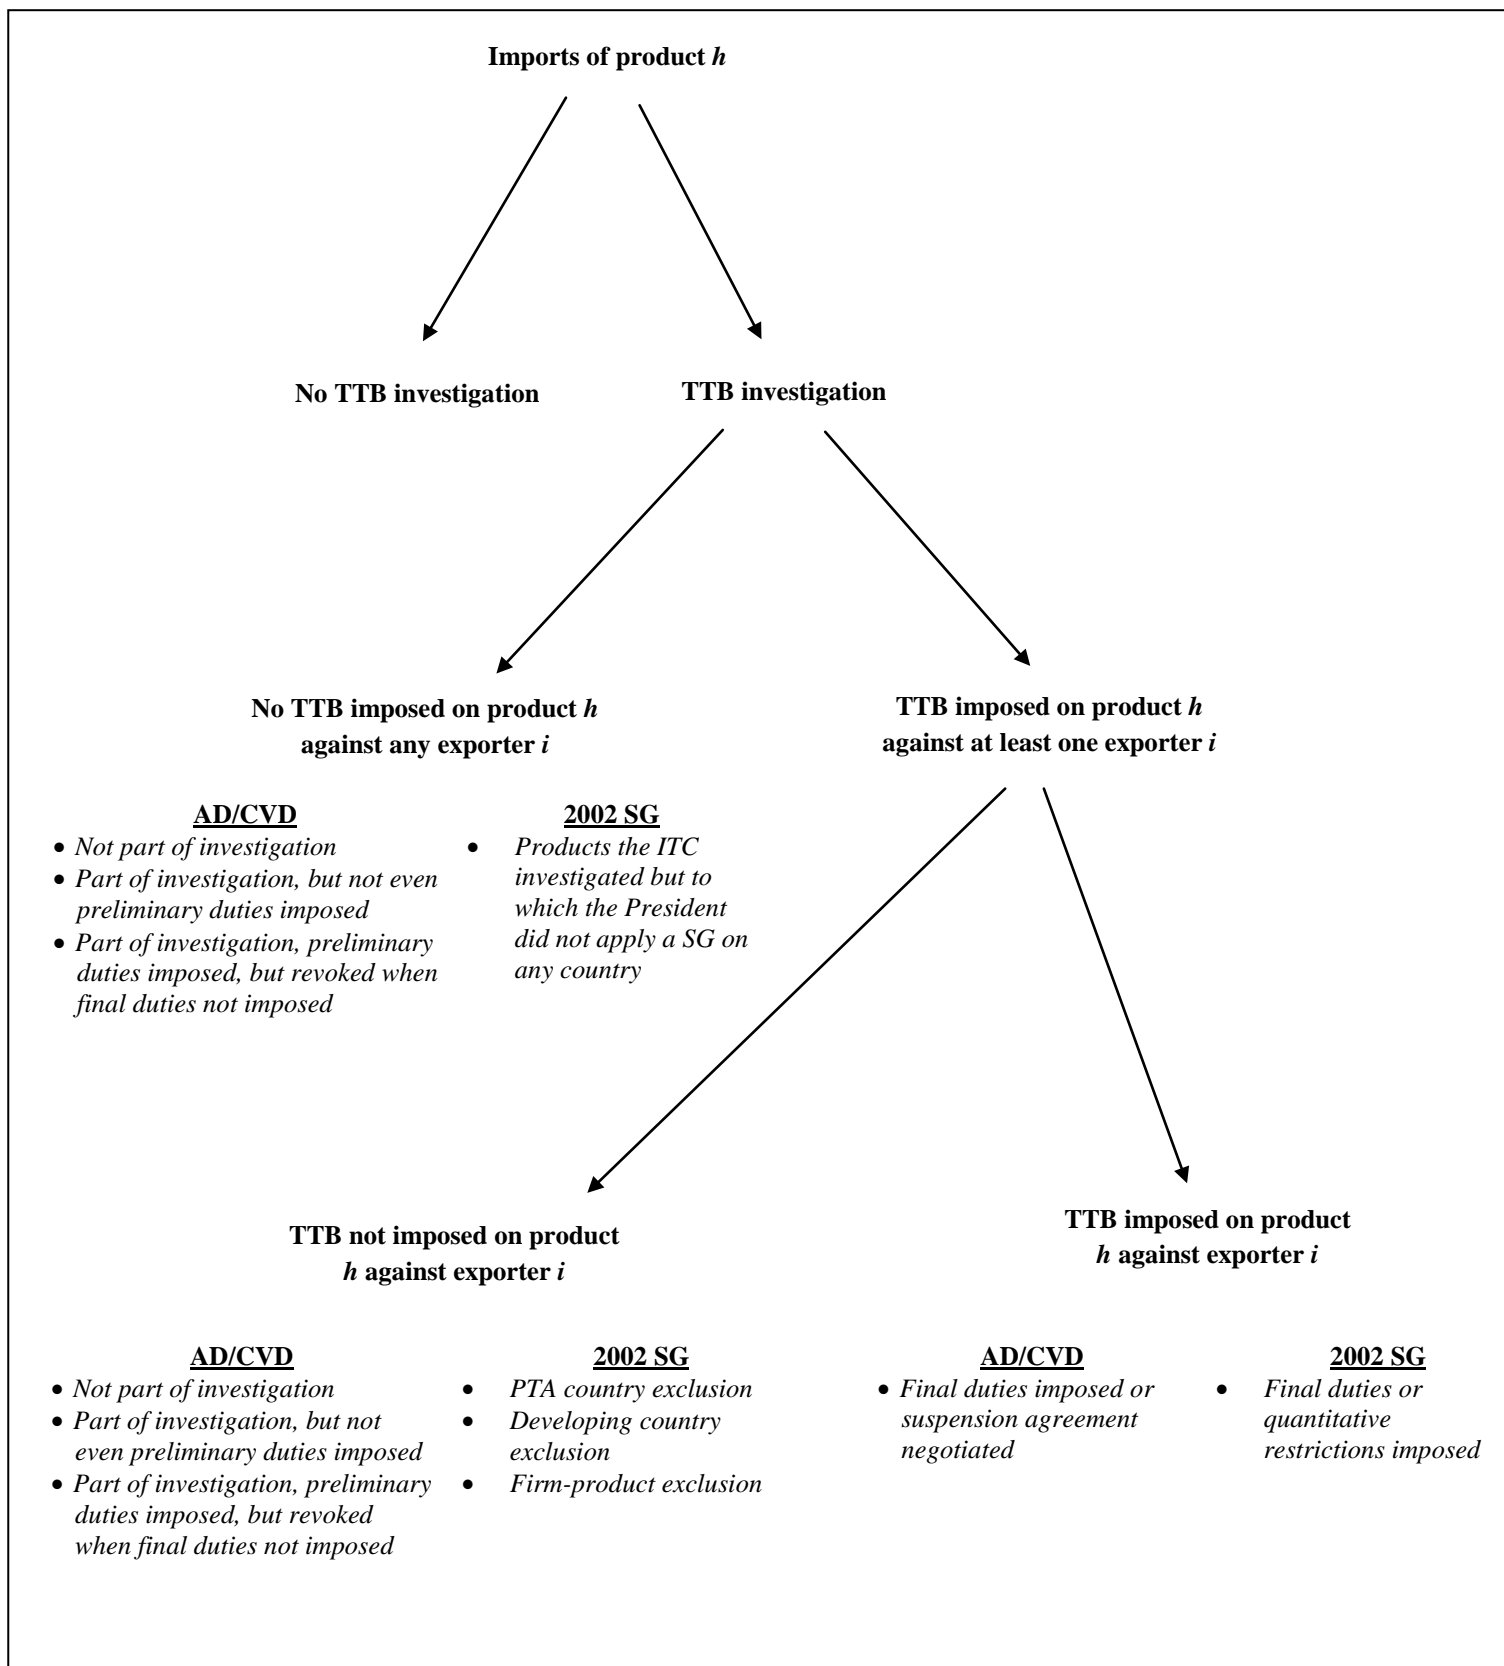 Imports of product h
No TTB investigation
TTB investigation
No TTB imposed on product h
against any exporter i
TTB imposed on product h
against at least one exporter i
AD/CVD
• Not part of investigation
• Part of investigation, but not even
preliminary duties imposed
• Part of investigation, preliminary
duties imposed, but revoked when
final duties not imposed
2002 SG
• Products the ITC
investigated but to
which the President
did not apply a SG on
any country
TTB not imposed on product
h against exporter i
TTB imposed on product
h against exporter i
AD/CVD
• Not part of investigation
• Part of investigation, but not
even preliminary duties imposed
• Part of investigation, preliminary
duties imposed, but revoked
when final duties not imposed
2002 SG
• PTA country exclusion
• Developing country
exclusion
• Firm-product exclusion
AD/CVD
• Final duties imposed or
suspension agreement
negotiated
2002 SG
• Final duties or
quantitative
restrictions imposed